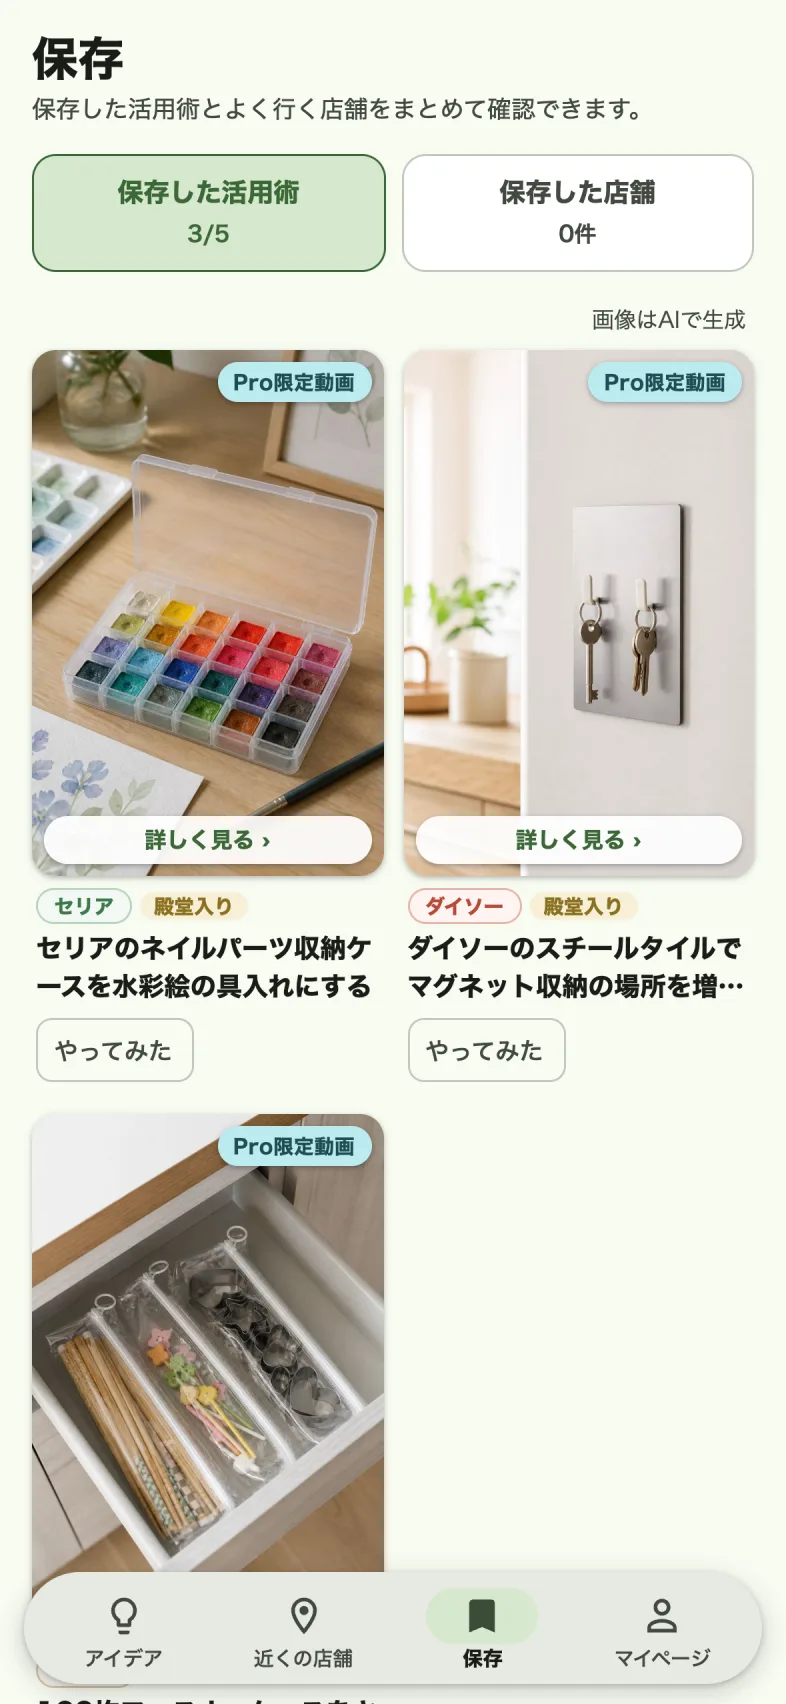 保存
保存した活用術とよく行く店舗をまとめて確認できます。
保存した活用術
3/5
保存した店舗
0件
画像はAIで生成
Pro限定動画
Pro限定動画
詳しく見る ›
詳しく見る ›
セリア
殿堂入り
セリアのネイルパーツ収納ケ
ースを水彩絵の具入れにする
やってみた
ダイソー
殿堂入り
ダイソーのスチールタイルで
マグネット収納の場所を増…
やってみた
Pro限定動画
アイデア
近くの店舗
保存
マイページ